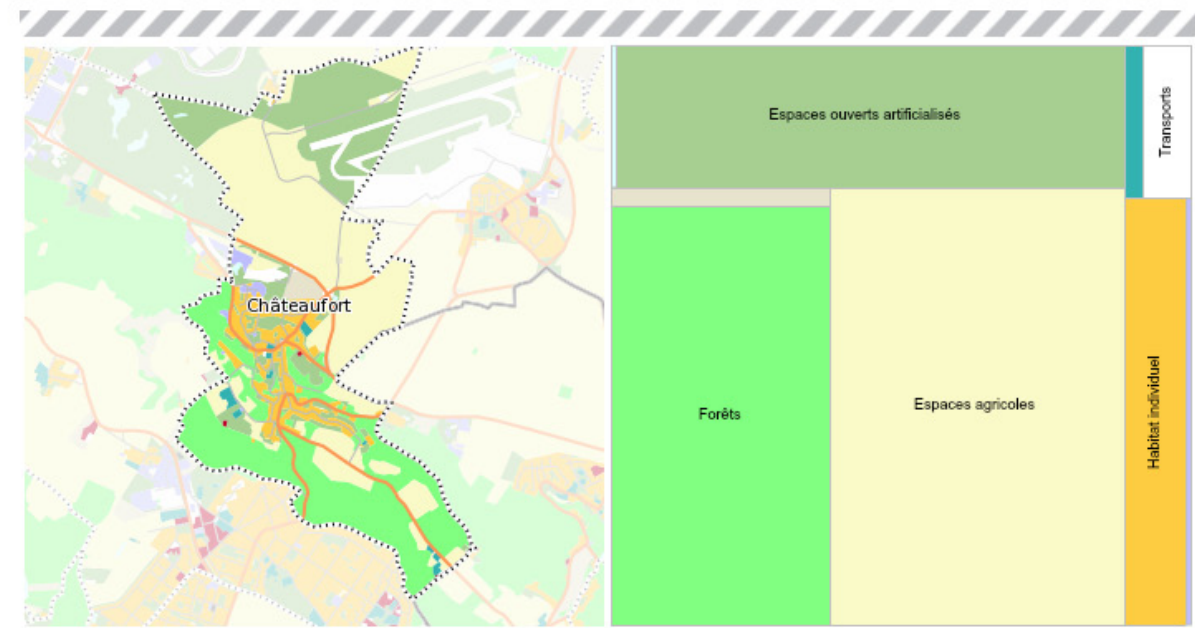 Châteaufort
Espaces ouverts artificialisés
Transports
Forêts
Espaces agricoles
Habitat individuel